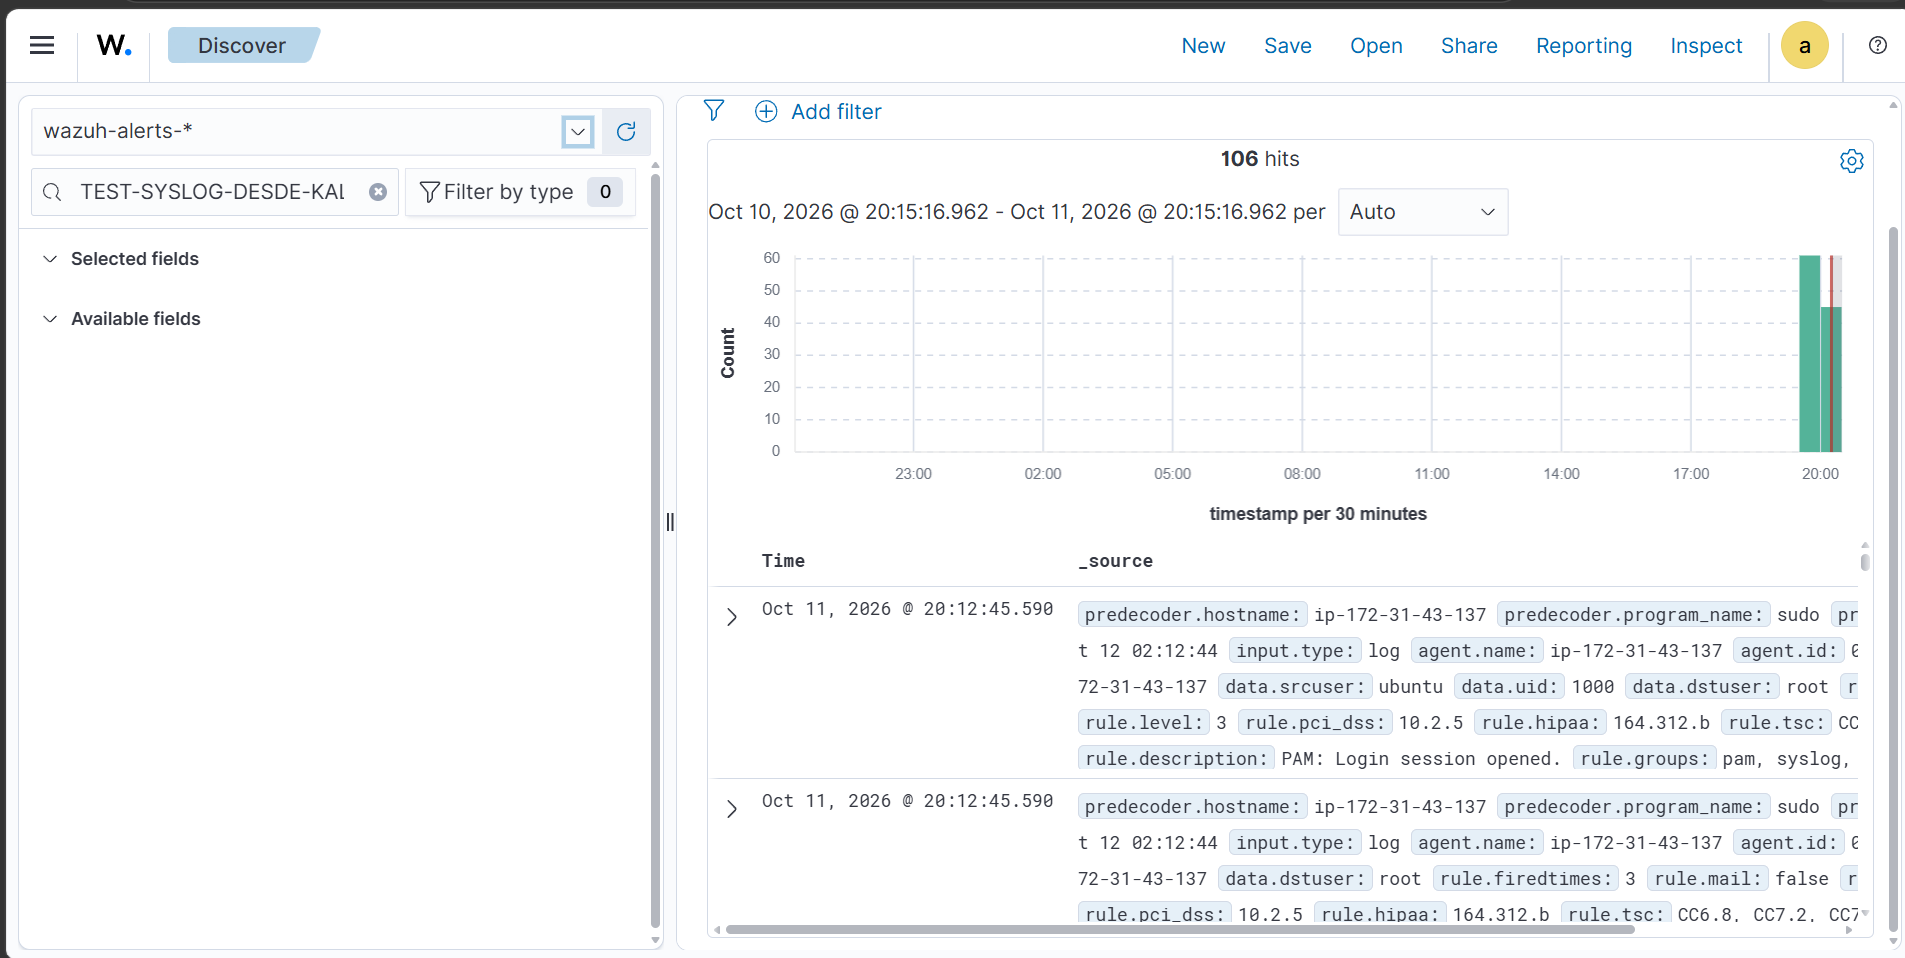 W. Discover New Save Open Share Reporting Inspect a
wazuh-alerts-*
TEST-SYSLOG-DESDE-KAL Filter by type 0
Selected fields
Available fields
Add filter
106 hits
Oct 10, 2026 @ 20:15:16.962 - Oct 11, 2026 @ 20:15:16.962 per Auto
Count
60
50
40
30
20
10
0
23:00 02:00 05:00 08:00 11:00 14:00 17:00 20:00
timestamp per 30 minutes
Time _source
Oct 11, 2026 @ 20:12:45.590 predecoder.hostname: ip-172-31-43-137 predecoder.program_name: sudo pr
t 12 02:12:44 input.type: log agent.name: ip-172-31-43-137 agent.id:
72-31-43-137 data.srcuser: ubuntu data.uid: 1000 data.dstuser: root r
rule.level: 3 rule.pci_dss: 10.2.5 rule.hipaa: 164.312.b rule.tsc: CC
rule.description: PAM: Login session opened. rule.groups: pam, syslog,
Oct 11, 2026 @ 20:12:45.590 predecoder.hostname: ip-172-31-43-137 predecoder.program_name: sudo pr
t 12 02:12:44 input.type: log agent.name: ip-172-31-43-137 agent.id:
72-31-43-137 data.dstuser: root rule.firedtimes: 3 rule.mail: false r
rule.pci_dss: 10.2.5 rule.hipaa: 164.312.b rule.tsc: CC6.8, CC7.2, CC7